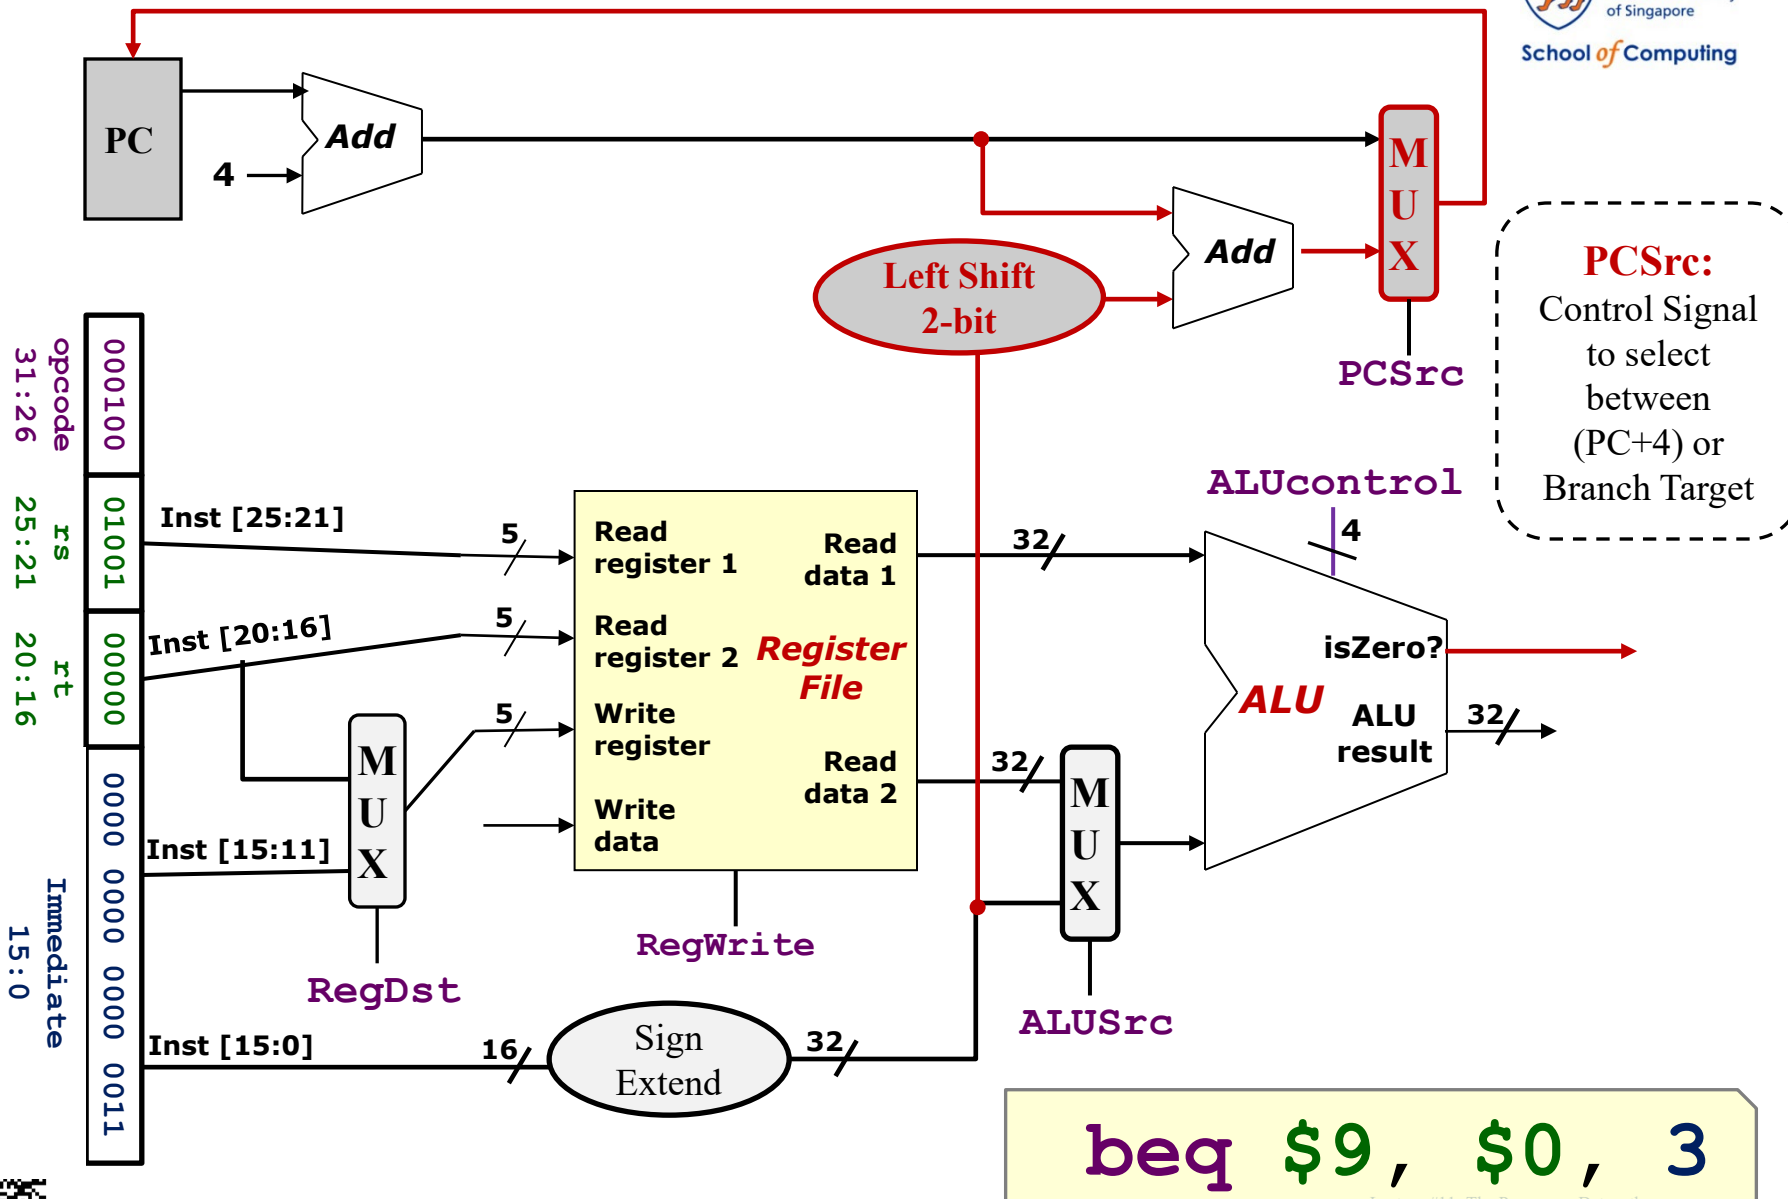 of Singapore
School of Computing
PC
4
Add
Add
M
U
X
Left Shift
2-bit
PCSrc
PCSrc:
Control Signal
to select
between
(PC+4) or
Branch Target
opcode
31:26
000100
rs
25:21
01001
rt
20:16
00000
Immediate
15:0
0000 0000 0000 0011
Inst [25:21]
5
Inst [20:16]
5
5
Inst [15:11]
M
U
X
RegDst
Inst [15:0]
16
Sign
Extend
32
Read
register 1
Read
register 2
Write
register
Write
data
Register
File
Read
data 1
Read
data 2
RegWrite
32
32
M
U
X
ALUSrc
ALUcontrol
4
isZero?
ALU
ALU
result
32
beq $9, $0, 3